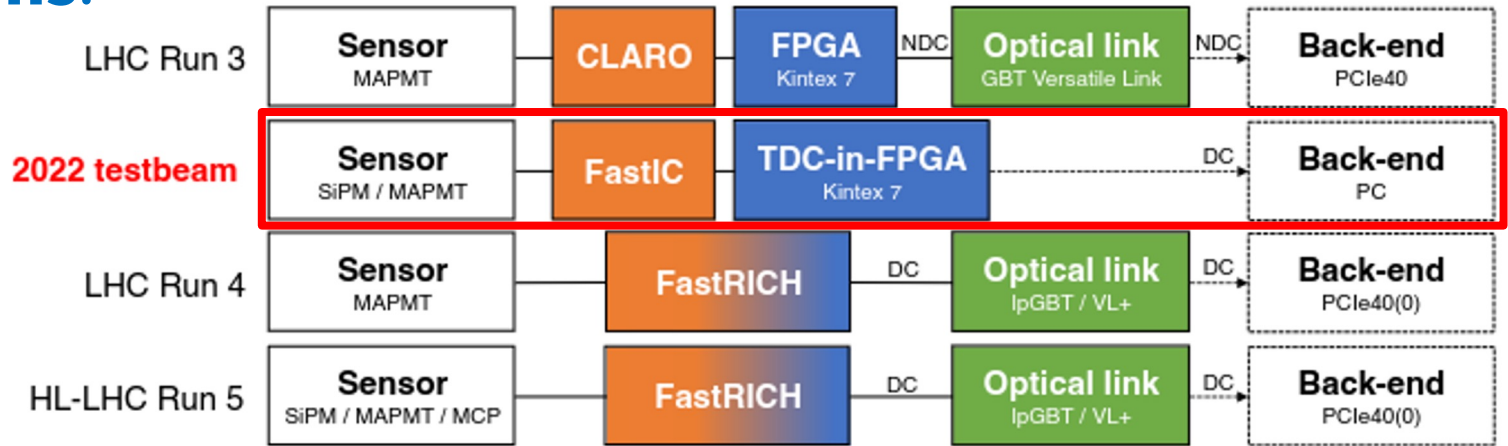 ns.
LHC Run 3
Sensor
MAPMT
CLARO
FPGA
Kintex 7
NDC
Optical link
GBT Versatile Link
NDC
Back-end
PCIe40
2022 testbeam
Sensor
SiPM / MAPMT
FastIC
TDC-in-FPGA
Kintex 7
DC
Back-end
PC
LHC Run 4
Sensor
MAPMT
FastRICH
DC
Optical link
lpGBT / VL+
DC
Back-end
PCIe40(0)
HL-LHC Run 5
Sensor
SiPM / MAPMT / MCP
FastRICH
DC
Optical link
lpGBT / VL+
DC
Back-end
PCIe40(0)